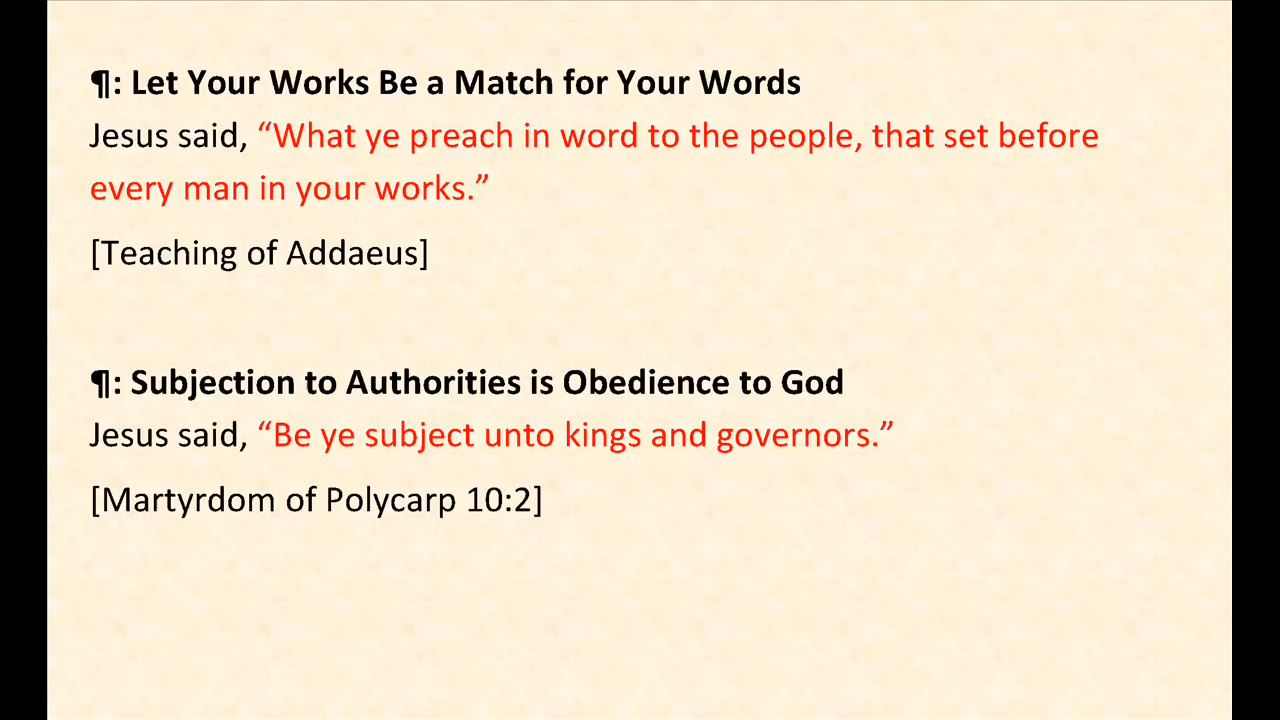 ¶: Let Your Works Be a Match for Your Words
Jesus said, “What ye preach in word to the people, that set before
every man in your works.”
[Teaching of Addaeus]
¶: Subjection to Authorities is Obedience to God
Jesus said, “Be ye subject unto kings and governors.”
[Martyrdom of Polycarp 10:2]